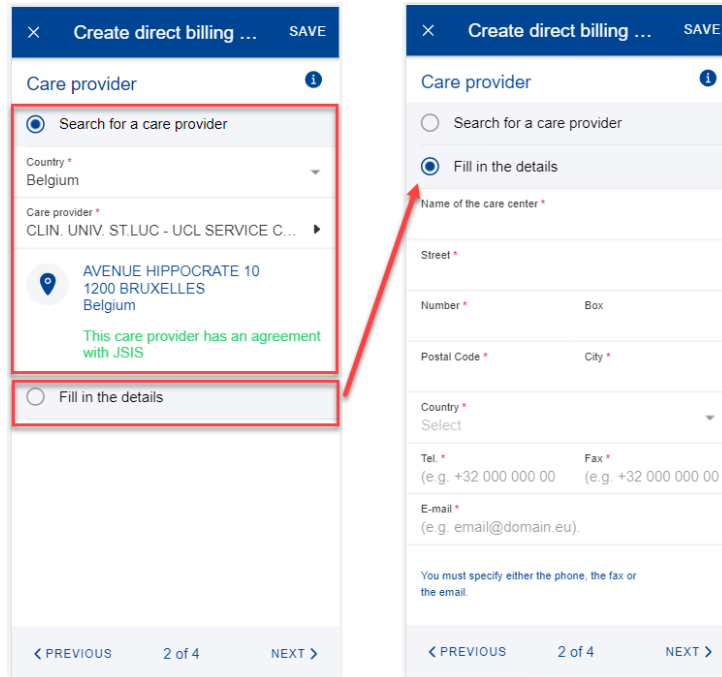 Create direct billing ... SAVE
Care provider
Search for a care provider
Country *
Belgium
Care provider *
CLIN. UNIV. ST.LUC - UCL SERVICE C...
AVENUE HIPPOCRATE 10
1200 BRUXELLES
Belgium
This care provider has an agreement
with JSIS
Fill in the details
PREVIOUS 2 of 4 NEXT
Create direct billing ... SAVE
Care provider
Search for a care provider
Fill in the details
Name of the care center *
Street *
Number * Box
Postal Code * City *
Country *
Select
Tel. * Fax *
(e.g. +32 000 000 00 (e.g. +32 000 000 00
E-mail *
(e.g. email@domain.eu).
You must specify either the phone, the fax or
the email.
PREVIOUS 2 of 4 NEXT